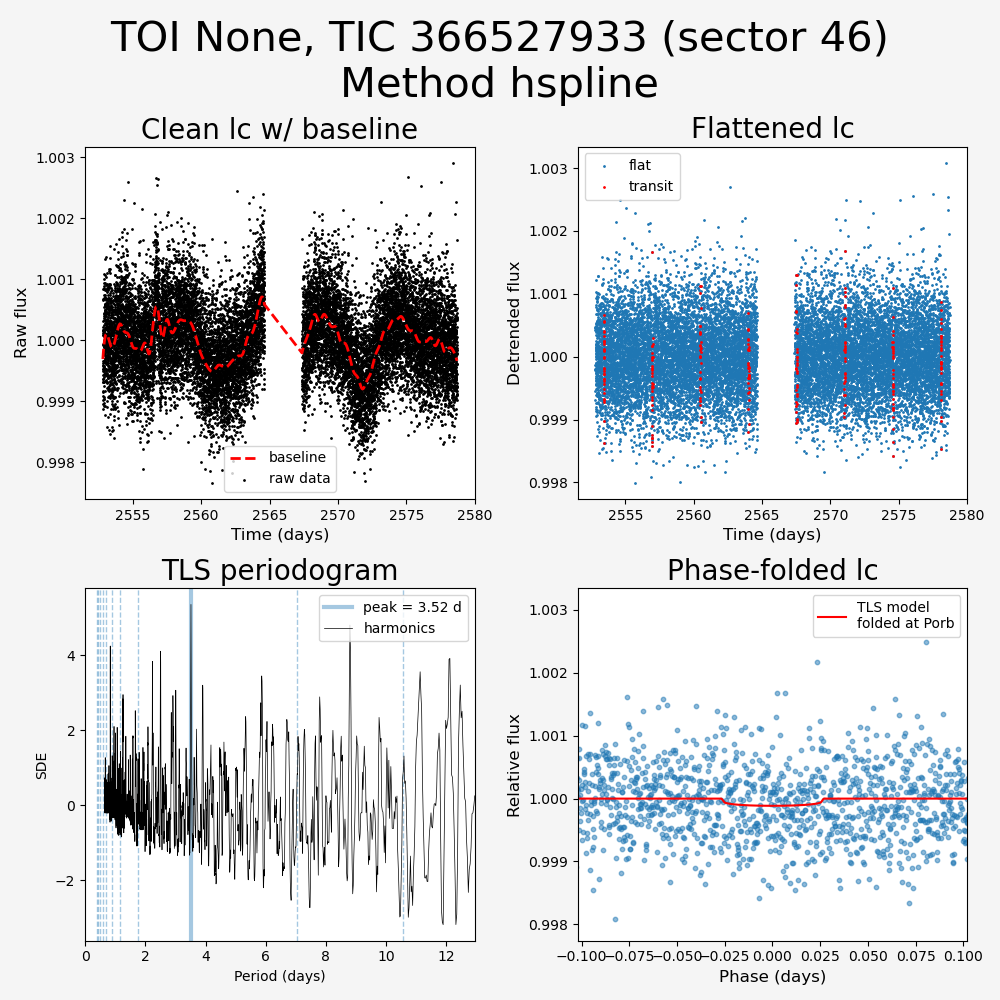 TOI None, TIC 366527933 (sector 46)
Method hspline
Clean lc w/ baseline
1.003
1.002
1.001
1.000
0.999
0.998
Raw flux
baseline
raw data
2555
2560
2565
2570
2575
2580
Time (days)
Flattened lc
flat
transit
1.003
1.002
1.001
1.000
0.999
0.998
Detrended flux
2555
2560
2565
2570
2575
2580
Time (days)
TLS periodogram
peak = 3.52 d
harmonics
4
2
0
−2
SDE
0
2
4
6
8
10
12
Period (days)
Phase-folded lc
TLS model
folded at Porb
1.003
1.002
1.001
1.000
0.999
0.998
Relative flux
−0.100
−0.075
−0.050
−0.025
0.000
0.025
0.050
0.075
0.100
Phase (days)